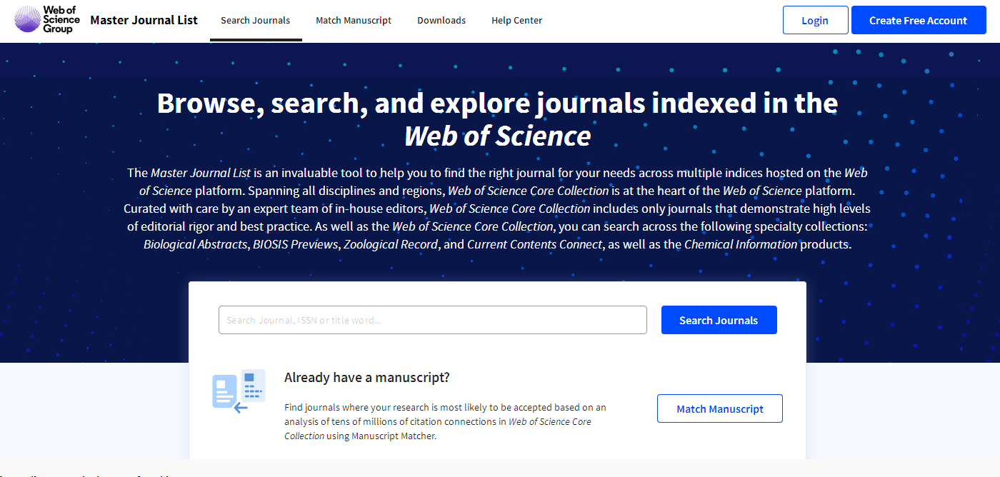 Web of
Science
Group
Master Journal List
Search Journals
Match Manuscript
Downloads
Help Center
Login
Create Free Account
Browse, search, and explore journals indexed in the
Web of Science
The Master Journal List is an invaluable tool to help you to find the right journal for your needs across multiple indices hosted on the Web
of Science platform. Spanning all disciplines and regions, Web of Science Core Collection is at the heart of the Web of Science platform.
Curated with care by an expert team of in-house editors, Web of Science Core Collection includes only journals that demonstrate high levels
of editorial rigor and best practice. As well as the Web of Science Core Collection, you can search across the following specialty collections:
Biological Abstracts, BIOSIS Previews, Zoological Record, and Current Contents Connect, as well as the Chemical Information products.
Search Journal, ISSN or title word...
Search Journals
Already have a manuscript?
Find journals where your research is most likely to be accepted based on an
analysis of tens of millions of citation connections in Web of Science Core
Collection using Manuscript Matcher.
Match Manuscript